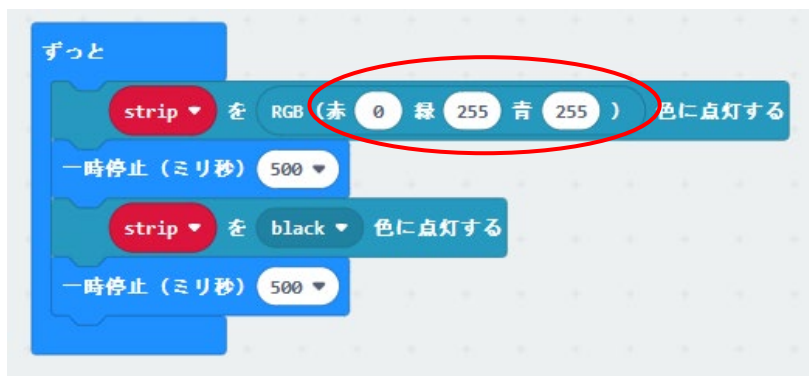 ずっと
strip を RGB (赤 0 緑 255 青 255 ) 色に点灯する
一時停止 (ミリ秒) 500
strip を black 色に点灯する
一時停止 (ミリ秒) 500